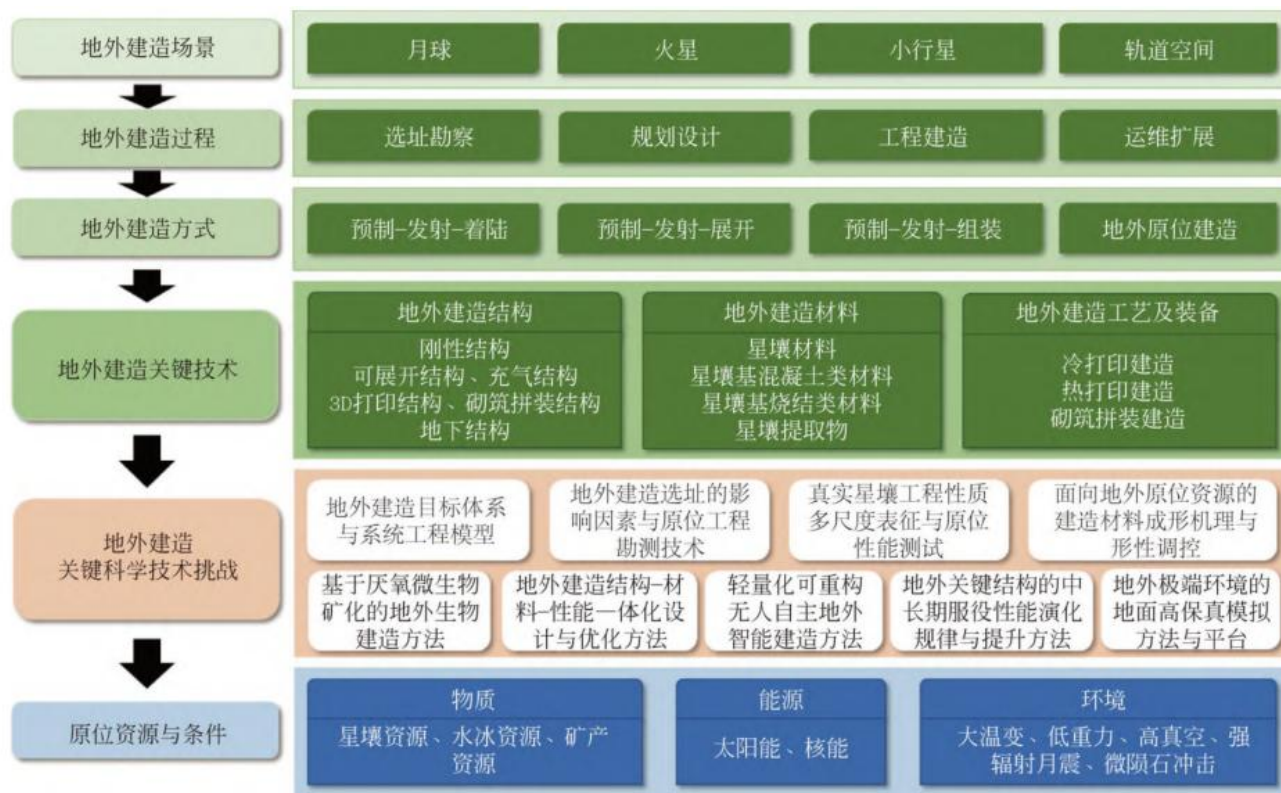 地外建造场景
月球
火星
小行星
轨道空间
地外建造过程
选址勘察
规划设计
工程建造
运维扩展
地外建造方式
预制-发射-着陆
预制-发射-展开
预制-发射-组装
地外原位建造
地外建造关键技术
地外建造结构
刚性结构
可展开结构、充气结构
3D打印结构、砌筑拼装结构
地下结构
地外建造材料
星壤材料
星壤基混凝土类材料
星壤基烧结类材料
星壤提取物
地外建造工艺及装备
冷打印建造
热打印建造
砌筑拼装建造
地外建造
关键科学技术挑战
地外建造目标体系
与系统工程模型
地外建造选址的影
响因素与原位工程
勘测技术
真实星壤工程性质
多尺度表征与原位
性能测试
面向地外原位资源的
建造材料成形机理与
形性调控
基于厌氧微生物
矿化的地外生物
建造方法
地外建造结构-材
料-性能一体化设
计与优化方法
轻量化可重构
无人自主地外
智能建造方法
地外关键结构的中
长期服役性能演化
规律与提升方法
地外极端环境的
地面高保真模拟
方法与平台
原位资源与条件
物质
星壤资源、水冰资源、矿产
资源
能源
太阳能、核能
环境
大温变、低重力、高真空、强
辐射月震、微陨石冲击